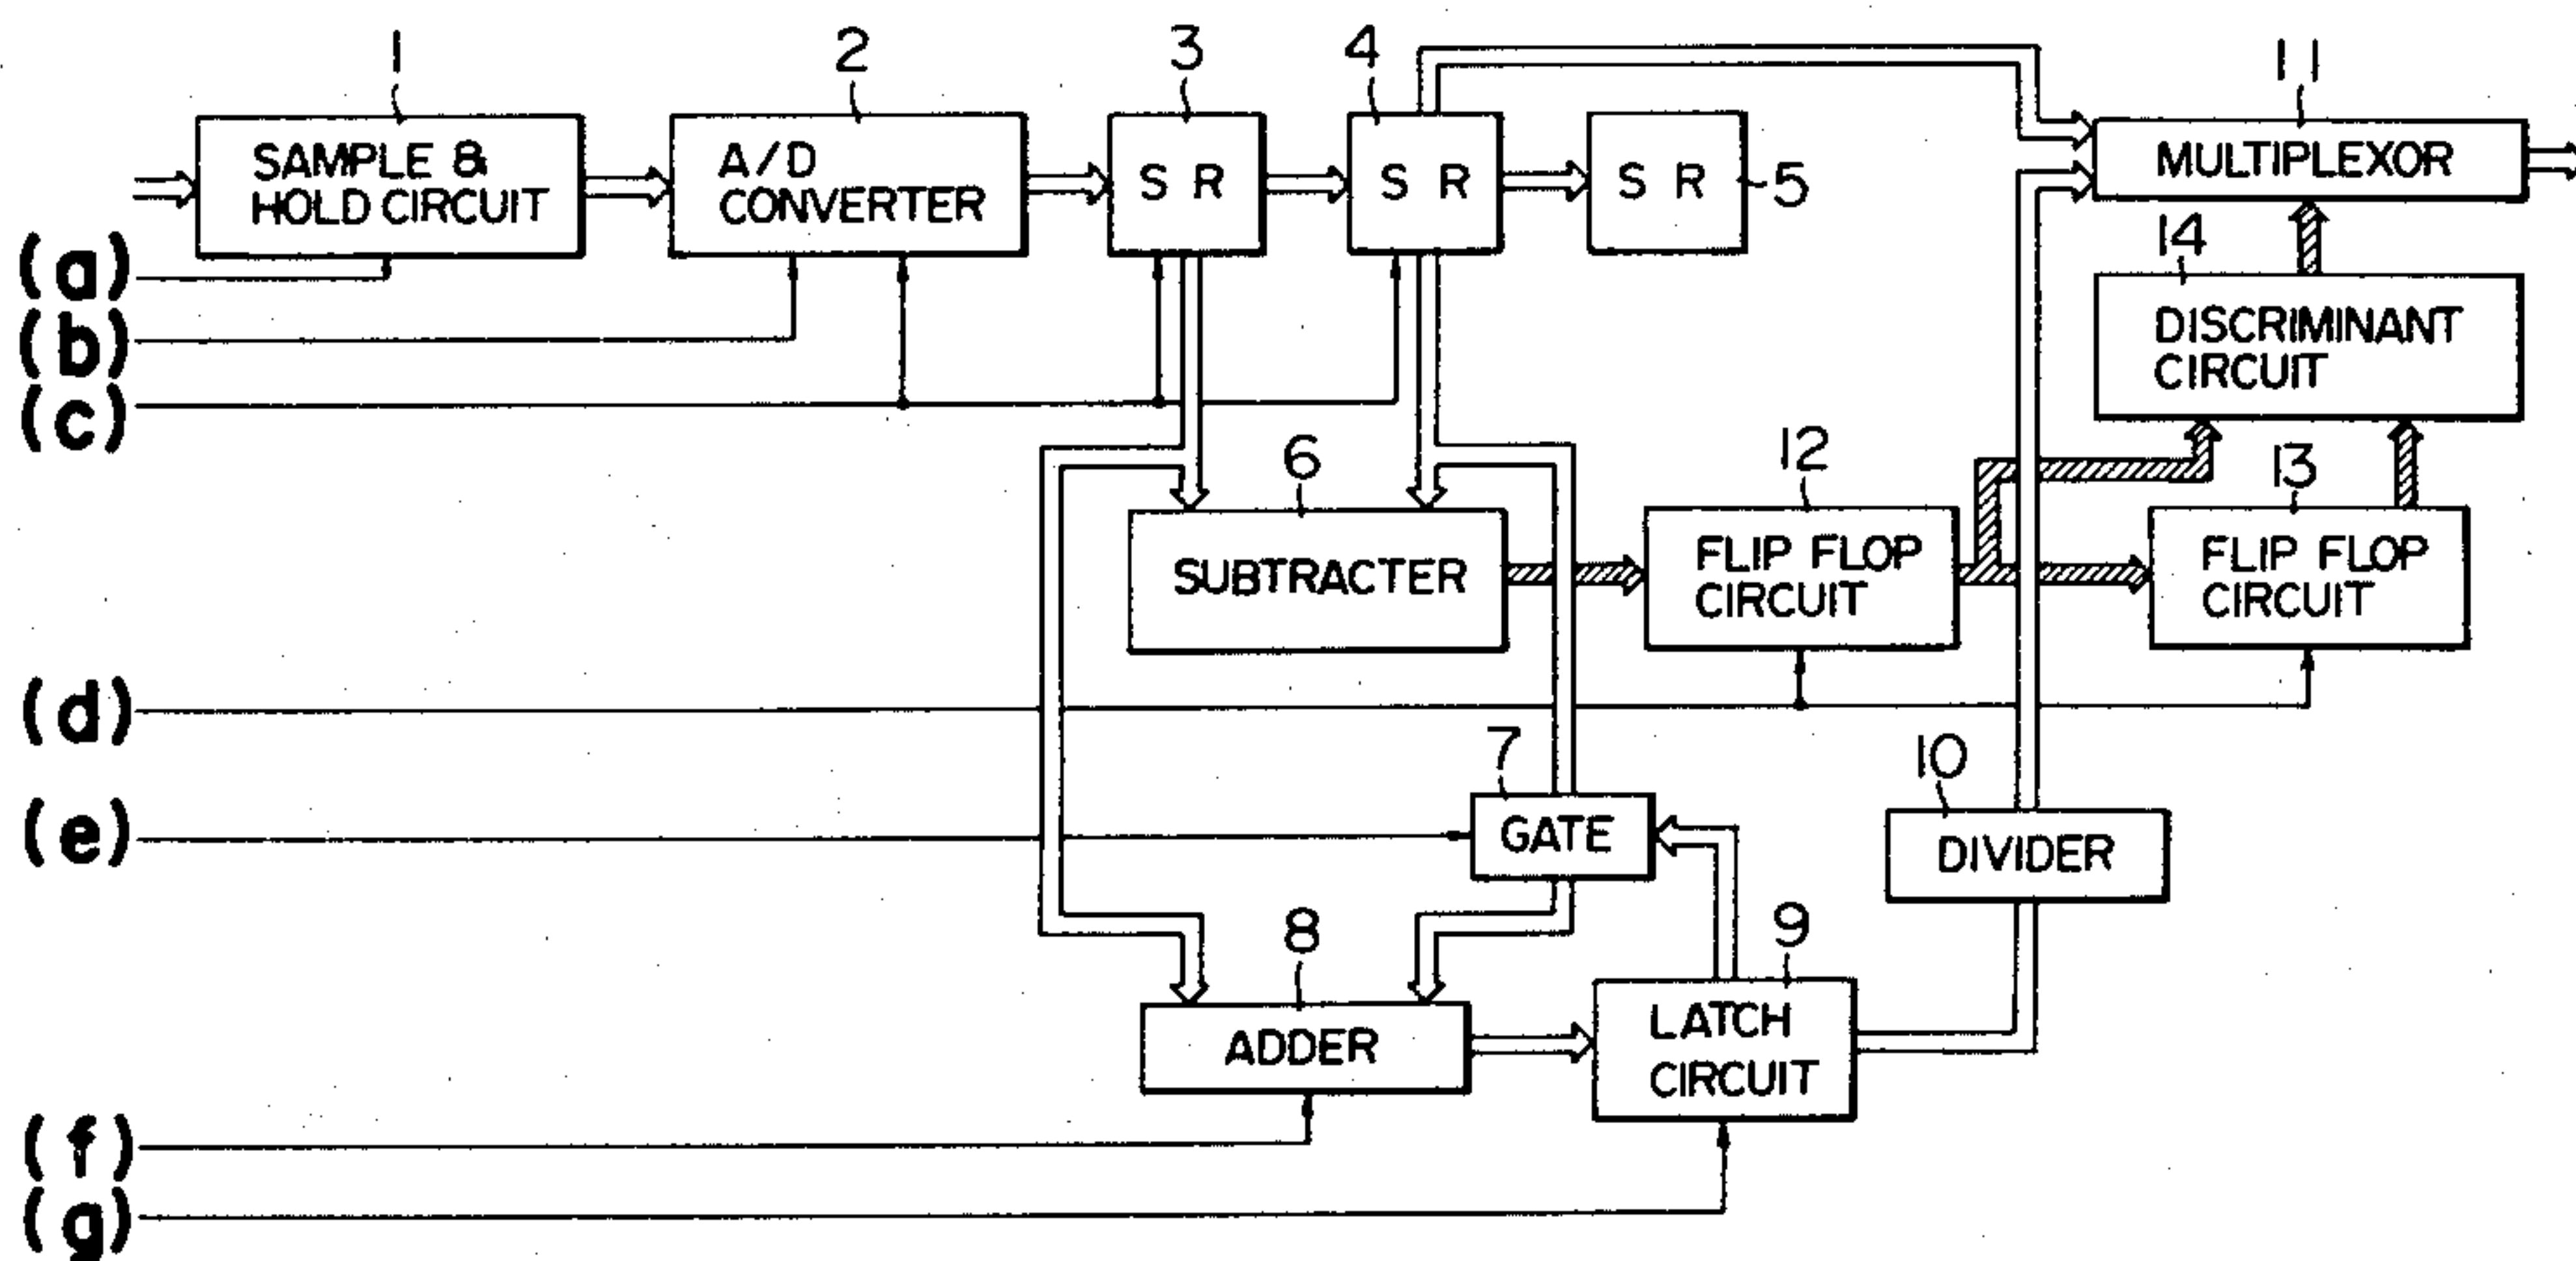 1
2
3
4
11
SAMPLE &
HOLD CIRCUIT
A/D
CONVERTER
S R
S R
S R
5
MULTIPLEXOR
(a)
(b)
(c)
14
DISCRIMINANT
CIRCUIT
6
12
13
SUBTRACTER
FLIP FLOP
CIRCUIT
FLIP FLOP
CIRCUIT
(d)
7
10
(e)
GATE
DIVIDER
8
9
ADDER
LATCH
CIRCUIT
(f)
(g)